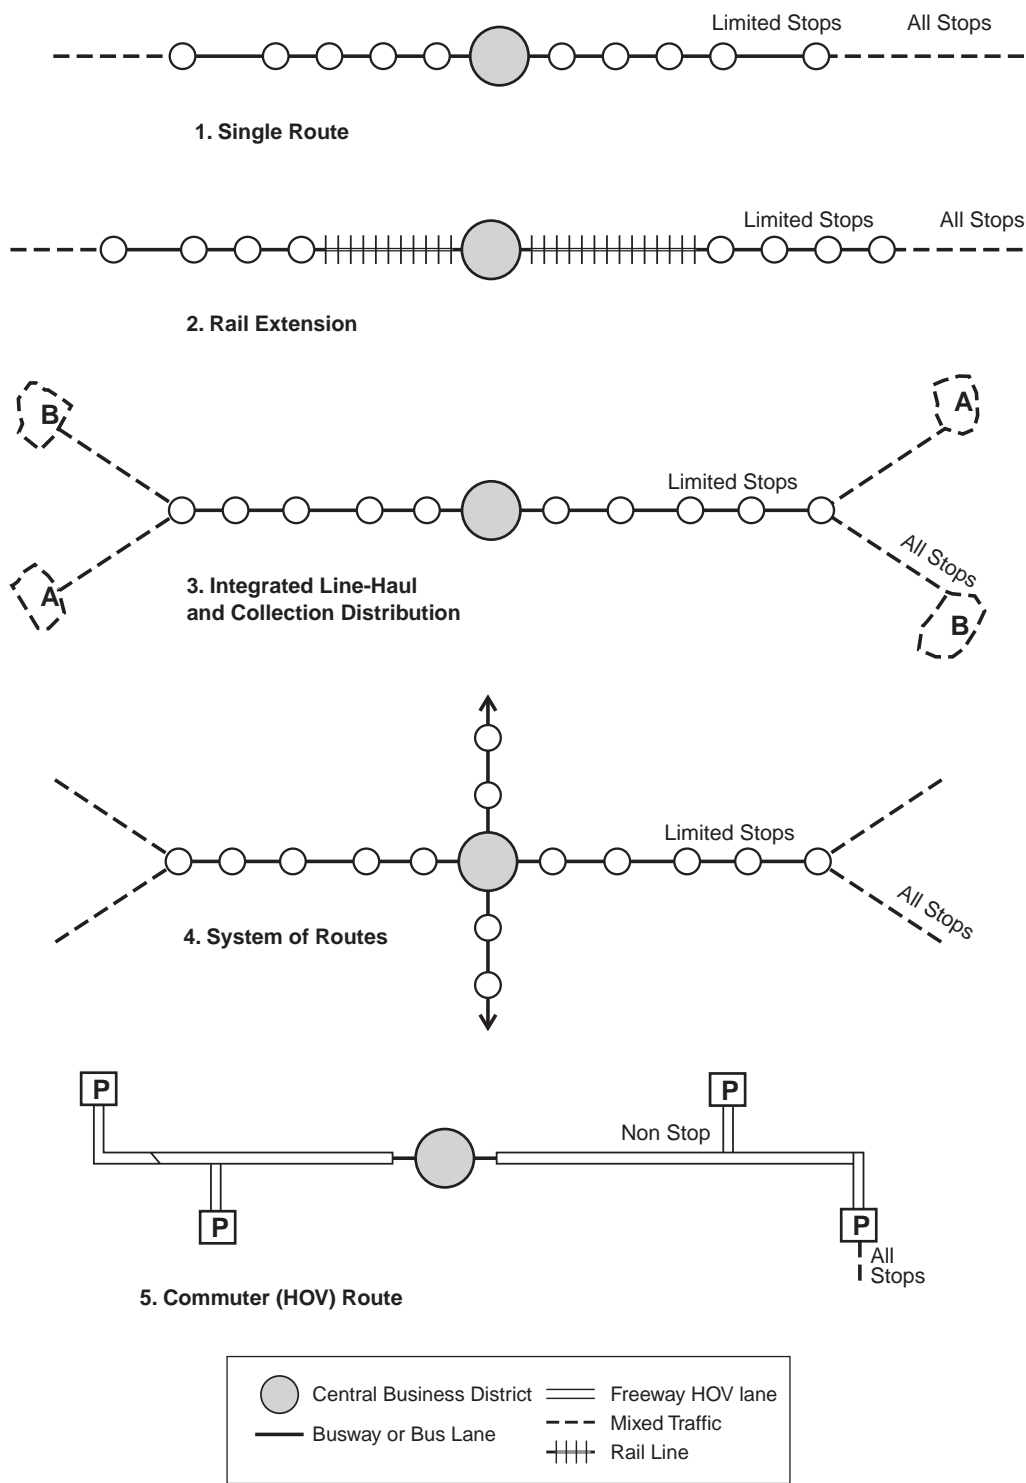 Limited Stops
All Stops
1. Single Route
Limited Stops
All Stops
2. Rail Extension
B
A
Limited Stops
All Stops
A
B
3. Integrated Line-Haul
and Collection Distribution
Limited Stops
All Stops
4. System of Routes
P
P
Non Stop
P
P
All
Stops
5. Commuter (HOV) Route
Central Business District
Freeway HOV lane
Busway or Bus Lane
Mixed Traffic
Rail Line